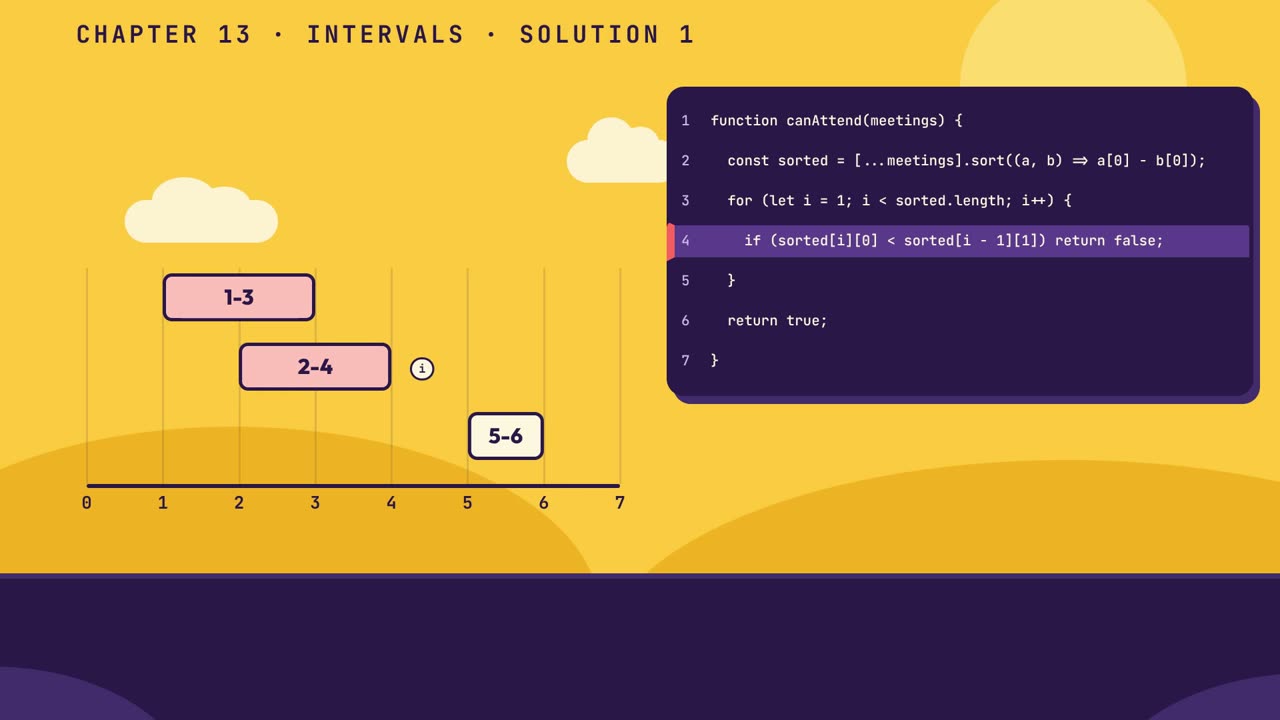 CHAPTER 13 · INTERVALS · SOLUTION 1
1 function canAttend(meetings) {
2 const sorted = [...meetings].sort((a, b) => a[0] - b[0]);
3 for (let i = 1; i < sorted.length; i++) {
4 if (sorted[i][0] < sorted[i - 1][1]) return false;
5 }
6 return true;
7 }
1-3
2-4
i
5-6
0 1 2 3 4 5 6 7